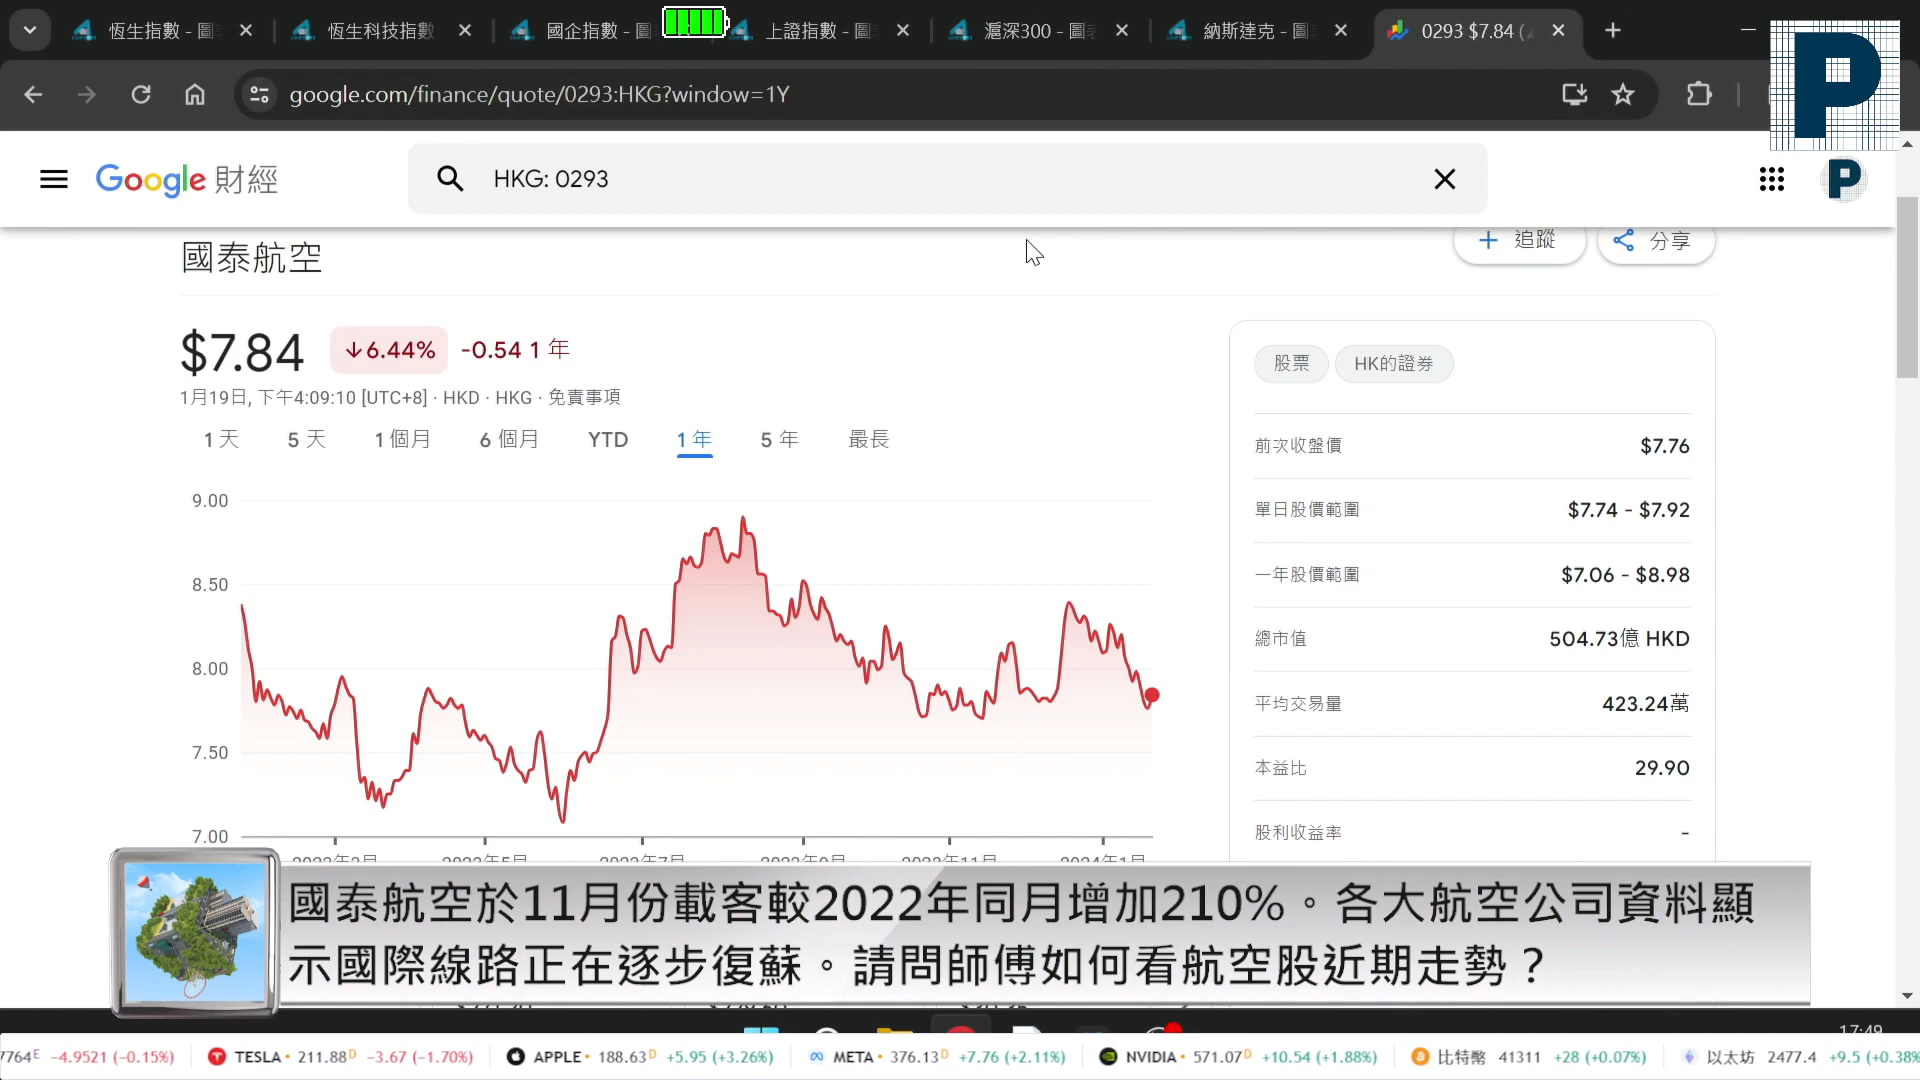 恆生指數 - 圖
恆生科技指數
國企指數 - 圖
上證指數 - 圖
滬深300 - 圖
納斯達克 - 圖
0293 $7.84 (
google.com/finance/quote/0293:HKG?window=1Y
P
Google 財經
HKG: 0293
P
國泰航空
追蹤
分享
$7.84
6.44%
-0.54 1 年
1月19日, 下午4:09:10 [UTC+8] · HKD · HKG · 免責事項
1 天
5 天
1 個月
6 個月
YTD
1 年
5 年
最長
9.00
8.50
8.00
7.50
7.00
股票
HK的證券
前次收盤價
$7.76
單日股價範圍
$7.74 - $7.92
一年股價範圍
$7.06 - $8.98
總市值
504.73億 HKD
平均交易量
423.24萬
本益比
29.90
股利收益率
-
國泰航空於11月份載客較2022年同月增加210%。各大航空公司資料顯
示國際線路正在逐步復蘇。請問師傅如何看航空股近期走勢？
17:49
7764E -4.9521 (-0.15%)
TESLA 211.88D -3.67 (-1.70%)
APPLE 188.63D +5.95 (+3.26%)
META 376.13D +7.76 (+2.11%)
NVIDIA 571.07D +10.54 (+1.88%)
比特幣 41311 +28 (+0.07%)
以太坊 2477.4 +9.5 (+0.38%